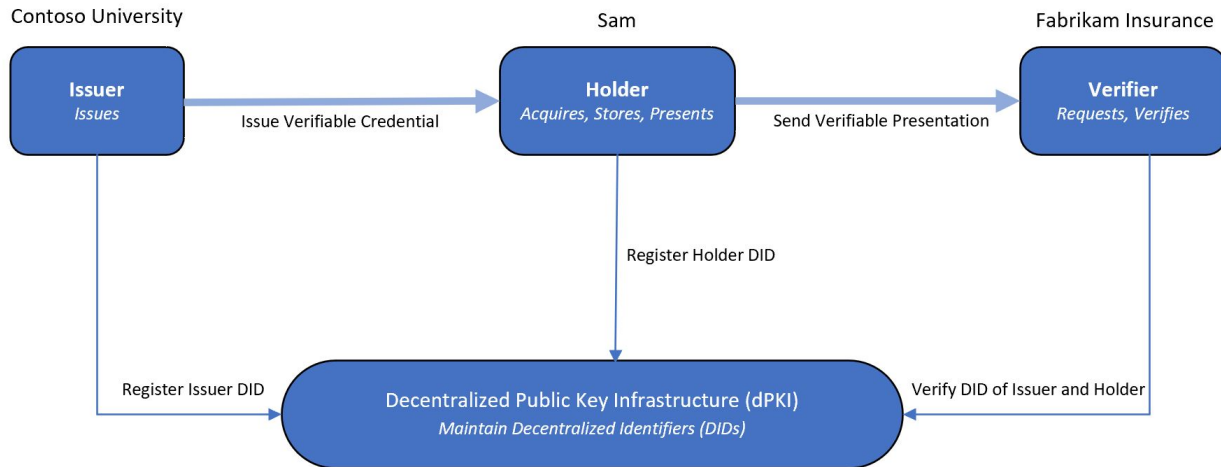 Contoso University
Sam
Fabrikam Insurance
Issuer
Issues
Issue Verifiable Credential
Holder
Acquires, Stores, Presents
Send Verifiable Presentation
Verifier
Requests, Verifies
Register Holder DID
Register Issuer DID
Decentralized Public Key Infrastructure (dPKI)
Maintain Decentralized Identifiers (DIDs)
Verify DID of Issuer and Holder